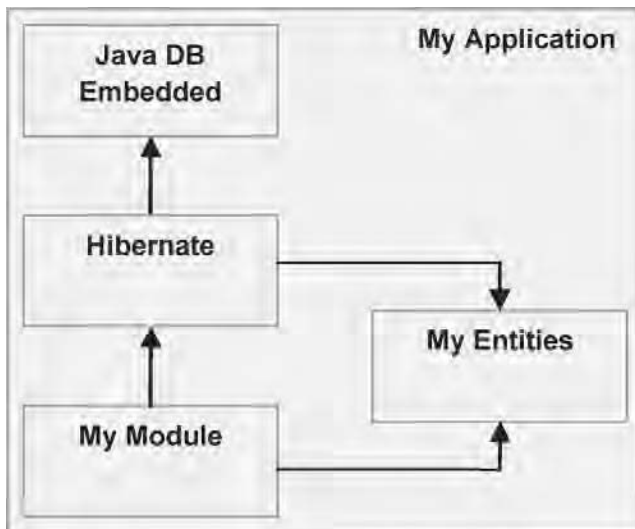 My Application
Java DB
Embedded
Hibernate
My Entities
My Module